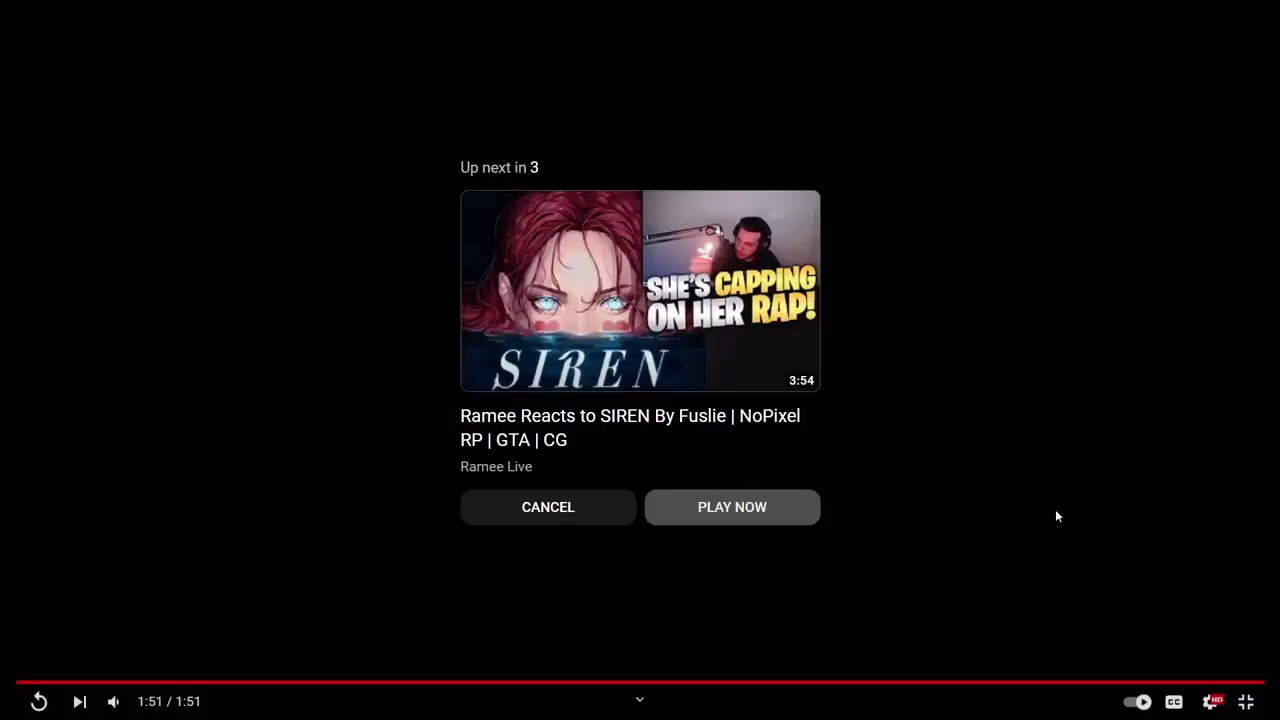 Up next in 3
SHE'S CAPPING
ON HER RAP!
SIREN
3:54
Ramee Reacts to SIREN By Fuslie | NoPixel
RP | GTA | CG
Ramee Live
CANCEL
PLAY NOW
1:51 / 1:51
CC
HD